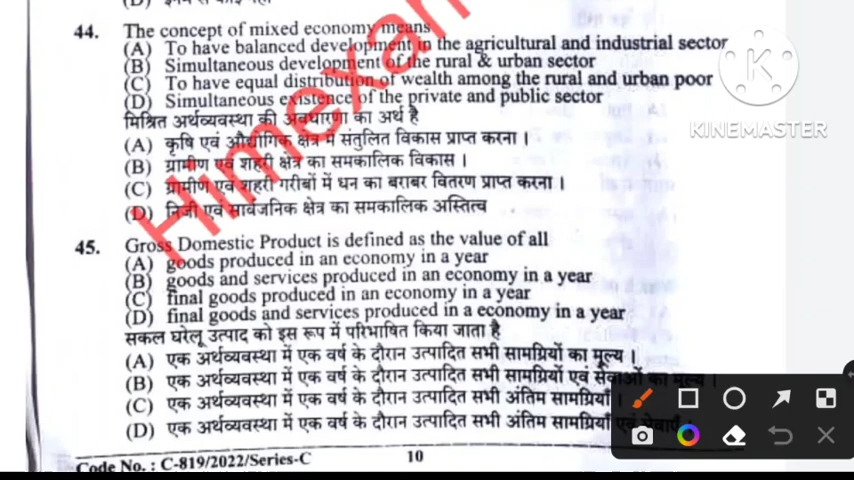 44. The concept of mixed economy means
(A) To have balanced development in the agricultural and industrial sector
(B) Simultaneous development of the rural & urban sector
(C) To have equal distribution of wealth among the rural and urban poor
(D) Simultaneous existence of the private and public sector
मिश्रित अर्थव्यवस्था की अवधारणा का अर्थ है
(A) कृषि एवं औद्योगिक क्षेत्र में संतुलित विकास प्राप्त करना ।
(B) ग्रामीण एवं शहरी क्षेत्र का समकालिक विकास ।
(C) ग्रामीण एवं शहरी गरीबों में धन का बराबर वितरण प्राप्त करना ।
(D) निजी एवं सार्वजनिक क्षेत्र का समकालिक अस्तित्व
45. Gross Domestic Product is defined as the value of all
(A) goods produced in an economy in a year
(B) goods and services produced in an economy in a year
(C) final goods produced in an economy in a year
(D) final goods and services produced in a economy in a year
सकल घरेलू उत्पाद को इस रूप में परिभाषित किया जाता है
(A) एक अर्थव्यवस्था में एक वर्ष के दौरान उत्पादित सभी सामग्रियों का मूल्य ।
(B) एक अर्थव्यवस्था में एक वर्ष के दौरान उत्पादित सभी सामग्रियों एवं सेवाओं का मूल्य ।
(C) एक अर्थव्यवस्था में एक वर्ष के दौरान उत्पादित सभी अंतिम सामग्रियाँ ।
(D) एक अर्थव्यवस्था में एक वर्ष के दौरान उत्पादित सभी अंतिम सामग्रियाँ एवं सेवाएँ
Code No. : C-819/2022/Series-C 10
Himexam
K
KINEMASTER